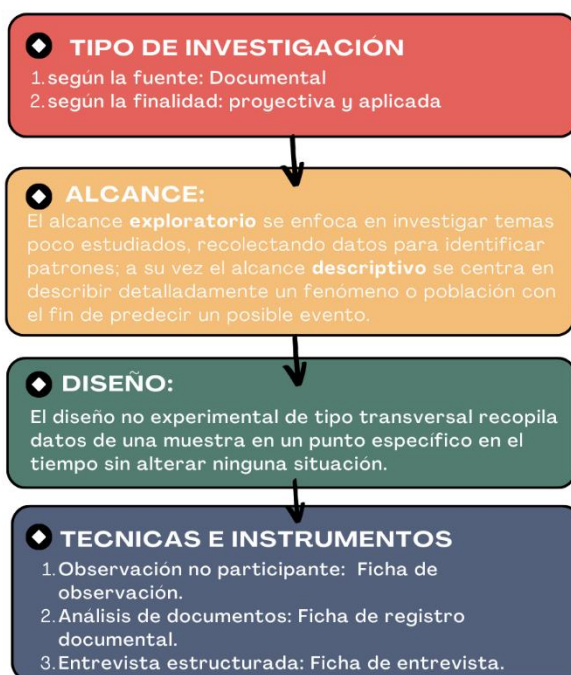 TIPO DE INVESTIGACIÓN
1. según la fuente: Documental
2. según la finalidad: proyectiva y aplicada
ALCANCE:
El alcance exploratorio se enfoca en investigar temas
poco estudiados, recolectando datos para identificar
patrones; a su vez el alcance descriptivo se centra en
describir detalladamente un fenómeno o población con
el fin de predecir un posible evento.
DISEÑO:
El diseño no experimental de tipo transversal recopila
datos de una muestra en un punto específico en el
tiempo sin alterar ninguna situación.
TECNICAS E INSTRUMENTOS
1. Observación no participante: Ficha de
observación.
2. Análisis de documentos: Ficha de registro
documental.
3. Entrevista estructurada: Ficha de entrevista.